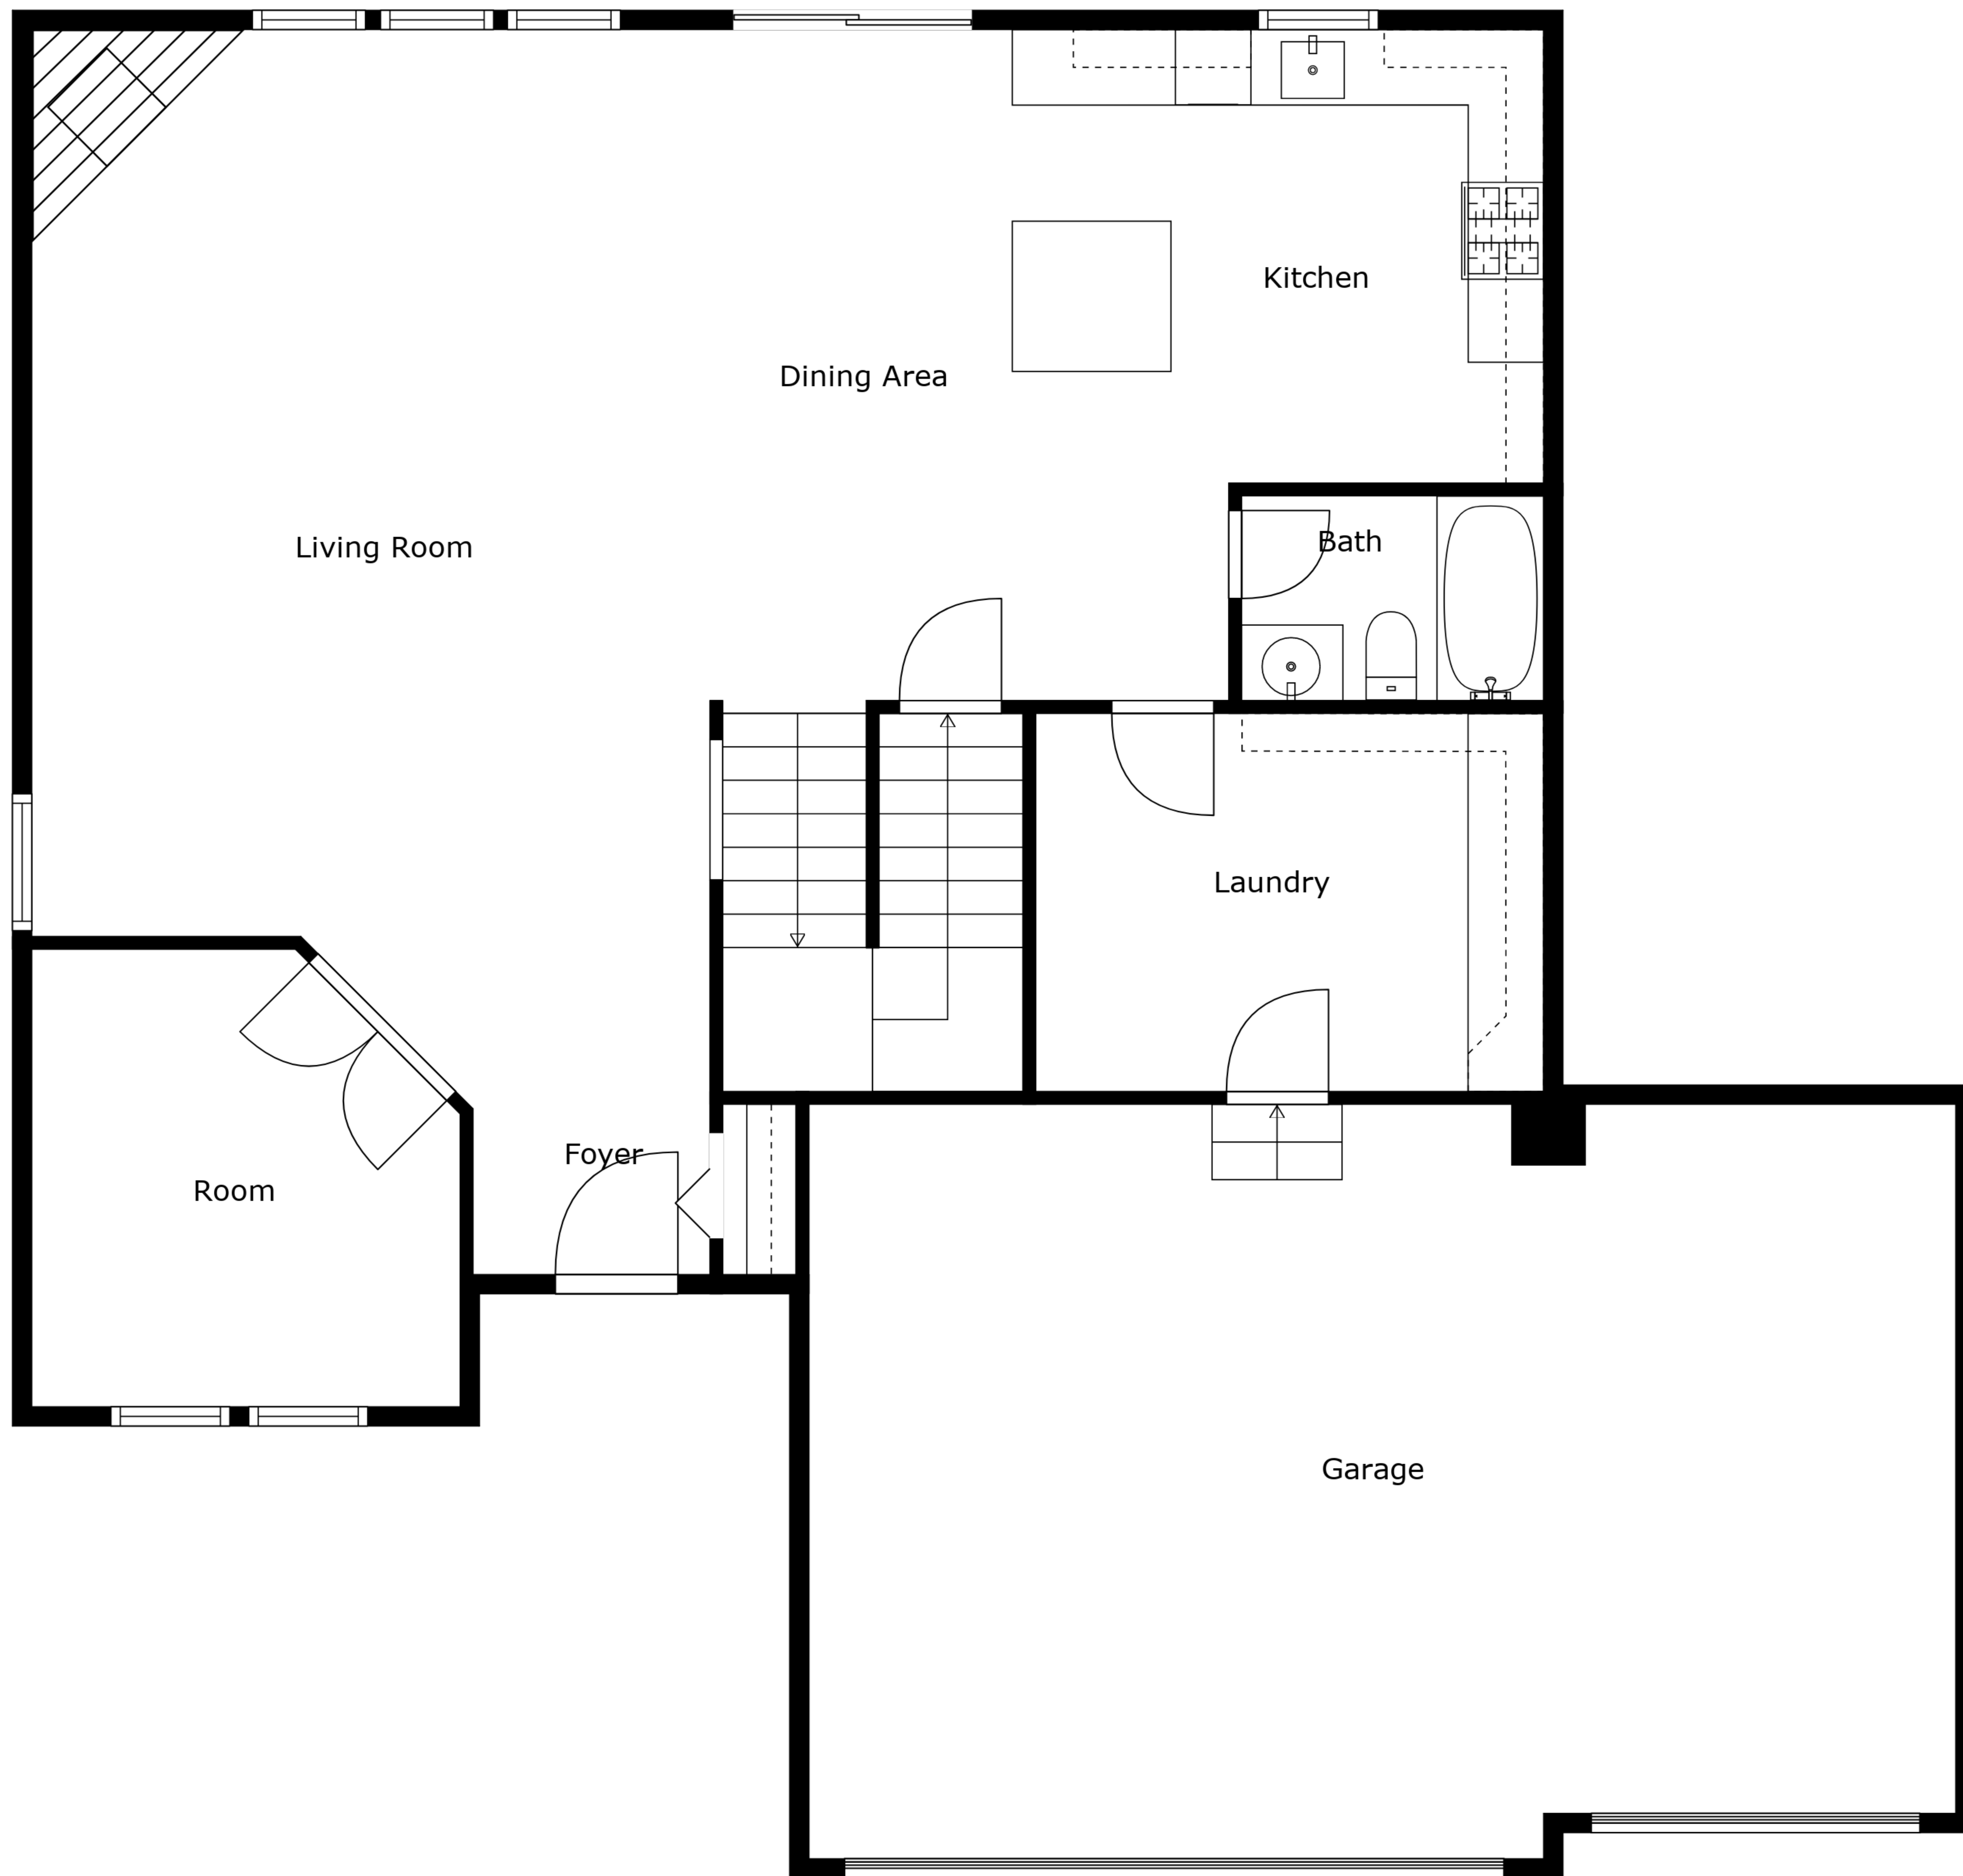 Kitchen
Dining Area
Living Room
Bath
Laundry
Foyer
Room
Garage